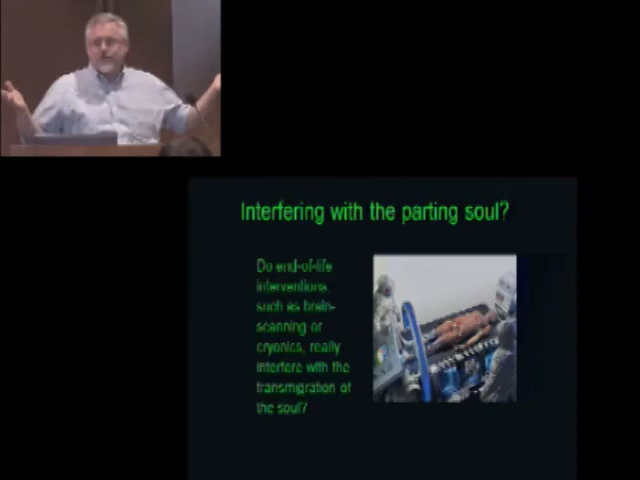 Interfering with the parting soul?
Do end-of-life
interventions,
such as brain-
scanning or
cryonics, really
interfere with the
transmigration of
the soul?